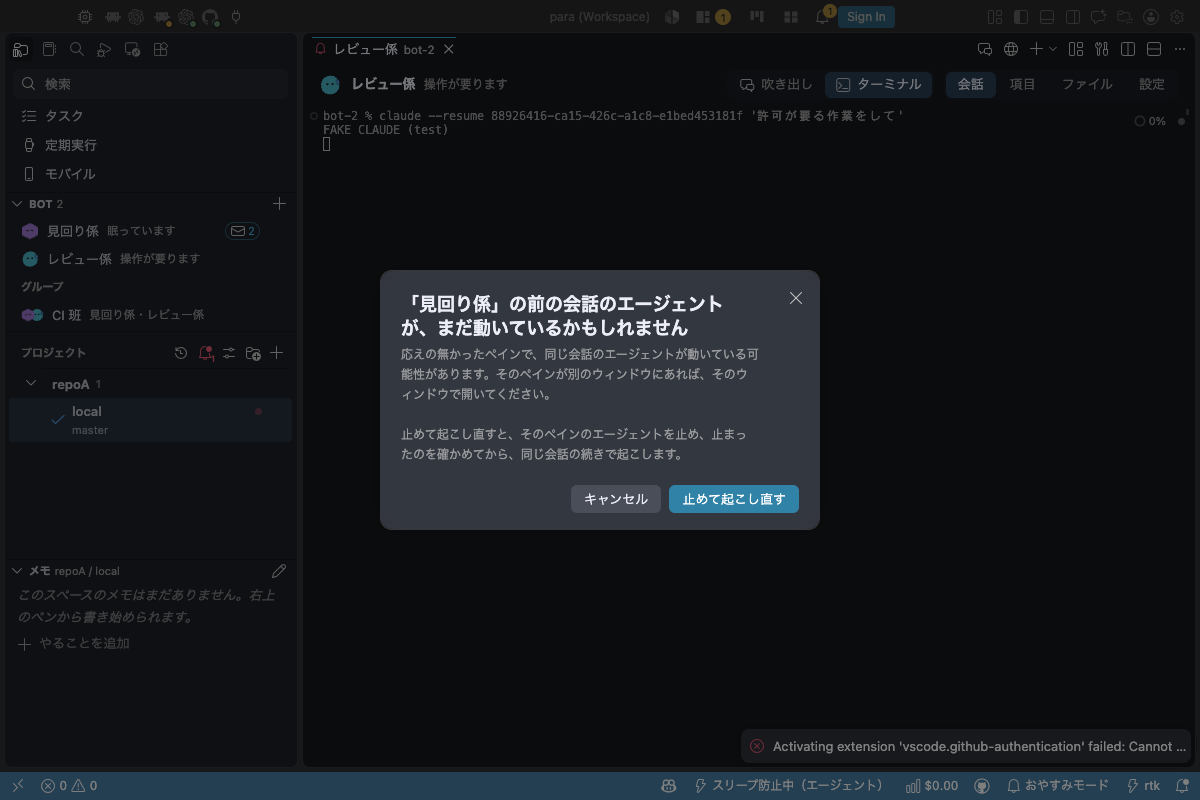 para (Workspace)
1
1
Sign In
レビュー係 bot-2
検索
タスク
定期実行
モバイル
BOT 2
見回り係 眠っています 2
レビュー係 操作が要ります
グループ
CI 班 見回り係・レビュー係
プロジェクト
repoA 1
local
master
メモ repoA / local
このスペースのメモはまだありません。右上
のペンから書き始められます。
やることを追加
レビュー係 操作が要ります
吹き出し ターミナル 会話 項目 ファイル 設定
bot-2 % claude --resume 88926416-ca15-426c-a1c8-e1bed453181f '許可が要る作業をして'
FAKE CLAUDE (test)
0%
「見回り係」の前の会話のエージェント
が、まだ動いているかもしれません
応えの無かったペインで、同じ会話のエージェントが動いている可
能性があります。そのペインが別のウィンドウにあれば、そのウ
ィンドウで開いてください。
止めて起こし直すと、そのペインのエージェントを止め、止まっ
たのを確かめてから、同じ会話の続きで起こします。
キャンセル 止めて起こし直す
Activating extension 'vscode.github-authentication' failed: Cannot ...
0 0
スリープ防止中（エージェント） $0.00 おやすみモード rtk